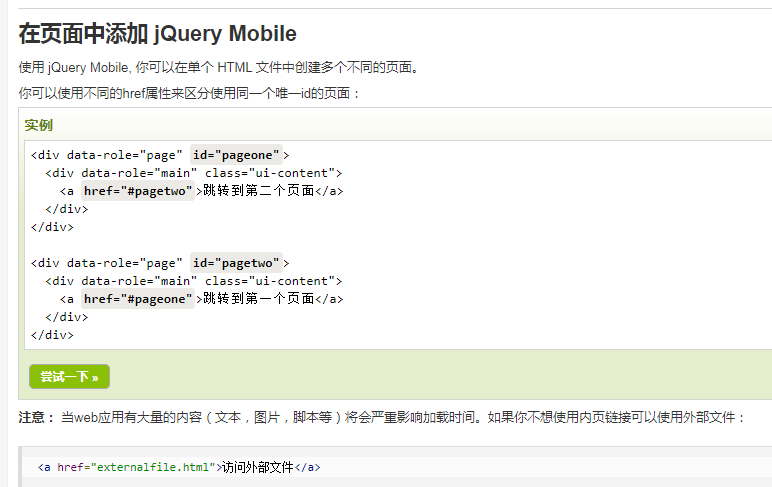 在页面中添加 jQuery Mobile
使用 jQuery Mobile, 你可以在单个 HTML 文件中创建多个不同的页面。
你可以使用不同的href属性来区分使用同一个唯一id的页面：
实例
<div data-role="page" id="pageone">
<div data-role="main" class="ui-content">
<a href="#pagetwo">跳转到第二个页面</a>
</div>
</div>
<div data-role="page" id="pagetwo">
<div data-role="main" class="ui-content">
<a href="#pageone">跳转到第一个页面</a>
</div>
</div>
尝试一下 »
注意： 当web应用有大量的内容（文本，图片，脚本等）将会严重影响加载时间。如果你不想使用内页链接可以使用外部文件：
<a href="externalfile.html">访问外部文件</a>